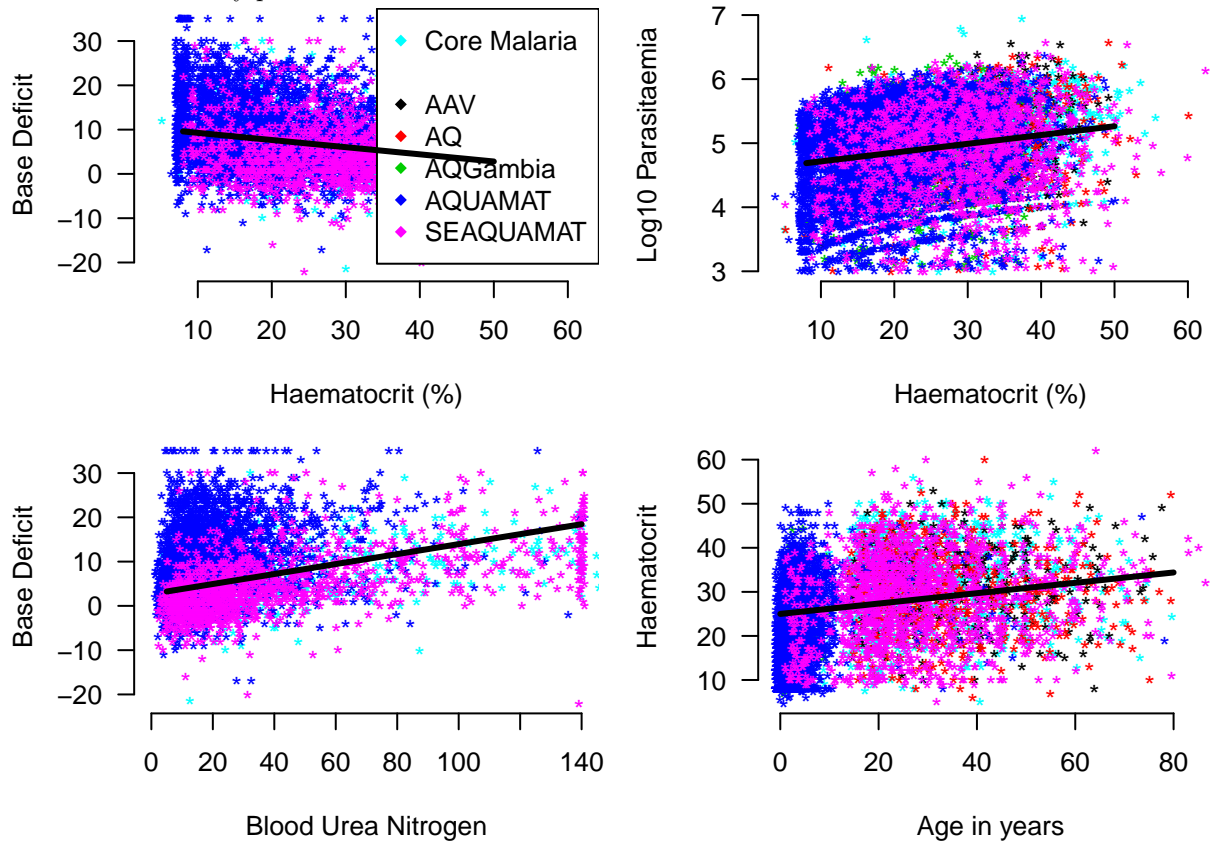 Base Deficit
30
20
10
0
−10
−20
10 20 30 40 50 60
Haematocrit (%)
Core Malaria
AAV
AQ
AQGambia
AQUAMAT
SEAQUAMAT
Log10 Parasitaemia
7
6
5
4
3
10 20 30 40 50 60
Haematocrit (%)
Base Deficit
30
20
10
0
−10
−20
0 20 40 60 80 100 140
Blood Urea Nitrogen
Haematocrit
60
50
40
30
20
10
0 20 40 60 80
Age in years